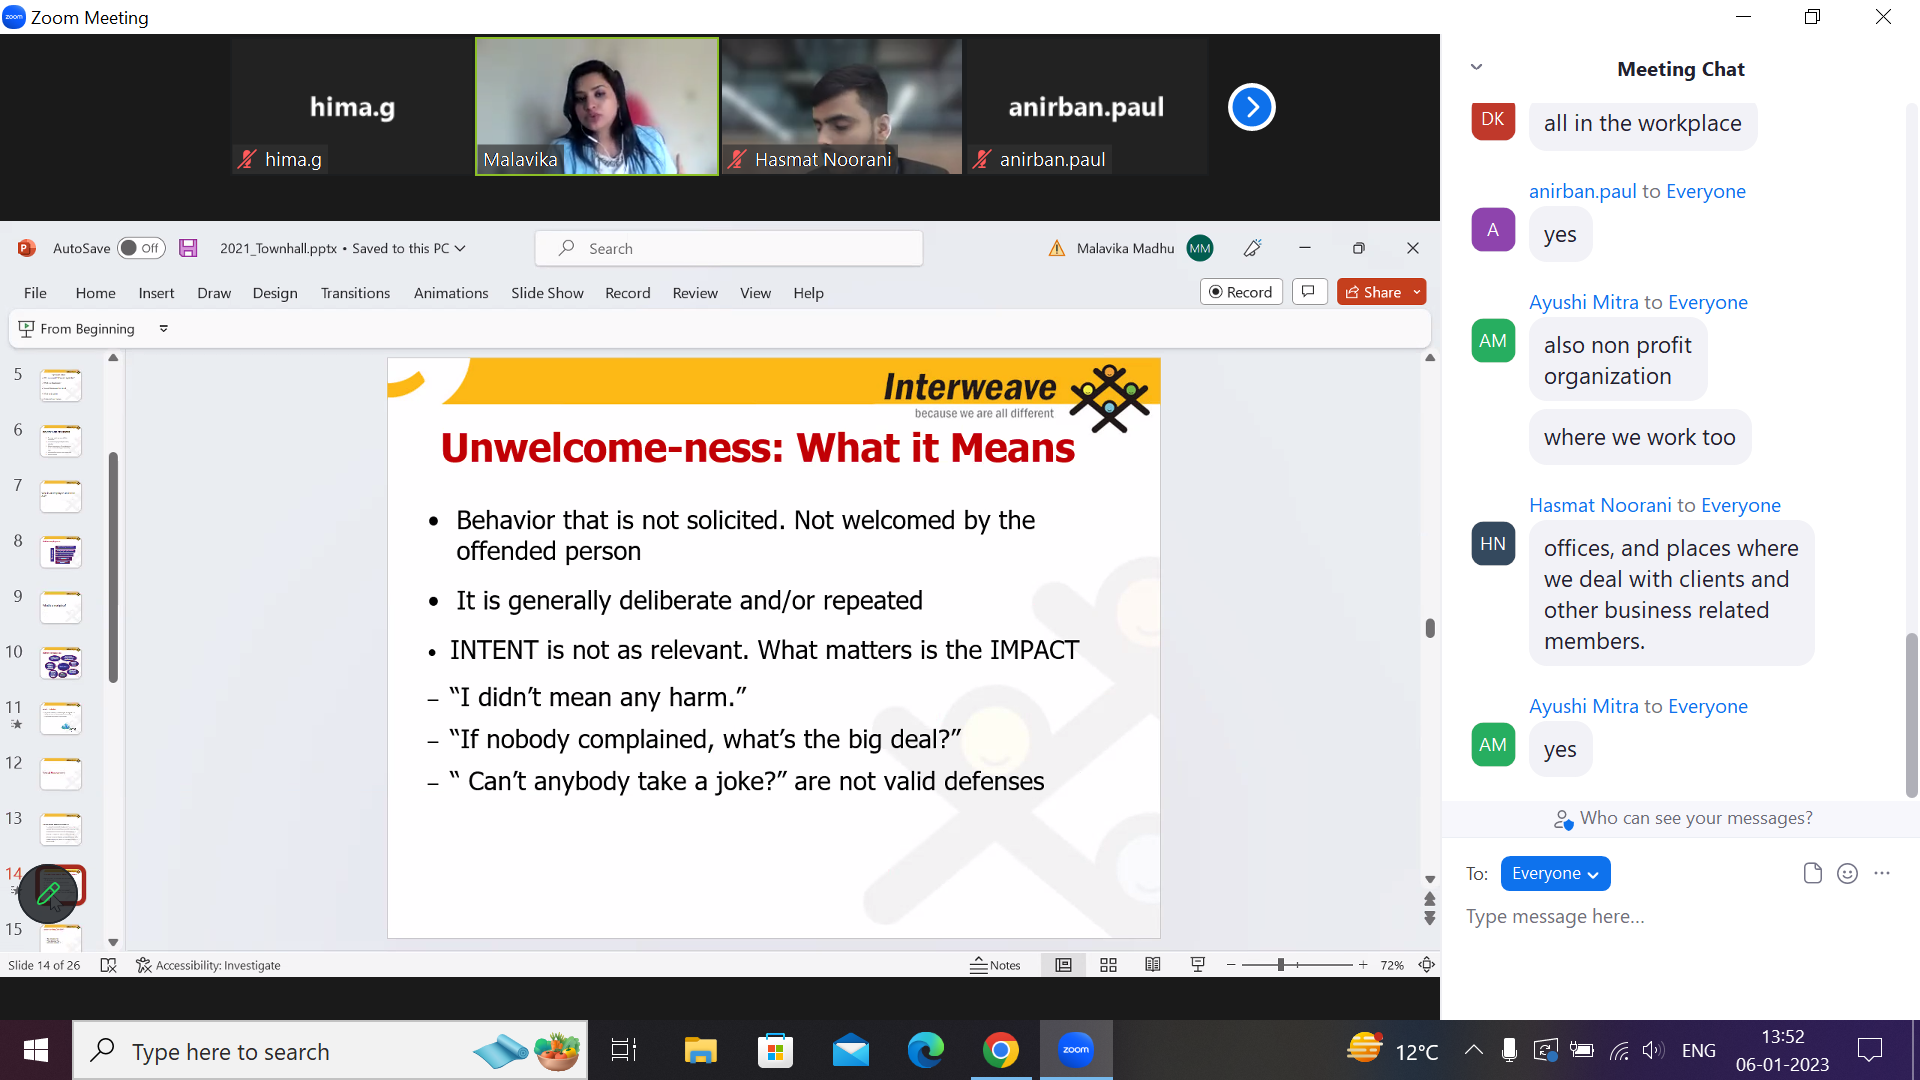 Zoom Meeting
hima.g
hima.g
Malavika
Hasmat Noorani
anirban.paul
anirban.paul
AutoSave Off 2021_Townhall.pptx • Saved to this PC
Search
Malavika Madhu MM
File Home Insert Draw Design Transitions Animations Slide Show Record Review View Help
Record Share
From Beginning
5
6
7
8
9
10
11
12
13
14
15
Interweave
because we are all different
Unwelcome-ness: What it Means
• Behavior that is not solicited. Not welcomed by the
offended person
• It is generally deliberate and/or repeated
• INTENT is not as relevant. What matters is the IMPACT
– “I didn’t mean any harm.”
– “If nobody complained, what’s the big deal?”
– “ Can’t anybody take a joke?” are not valid defenses
Slide 14 of 26 Accessibility: Investigate Notes 72%
Meeting Chat
DK
all in the workplace
anirban.paul to Everyone
A
yes
Ayushi Mitra to Everyone
AM
also non profit
organization
where we work too
Hasmat Noorani to Everyone
HN
offices, and places where
we deal with clients and
other business related
members.
Ayushi Mitra to Everyone
AM
yes
Who can see your messages?
To: Everyone
Type message here...
Type here to search
zoom
12°C
ENG
13:52
06-01-2023